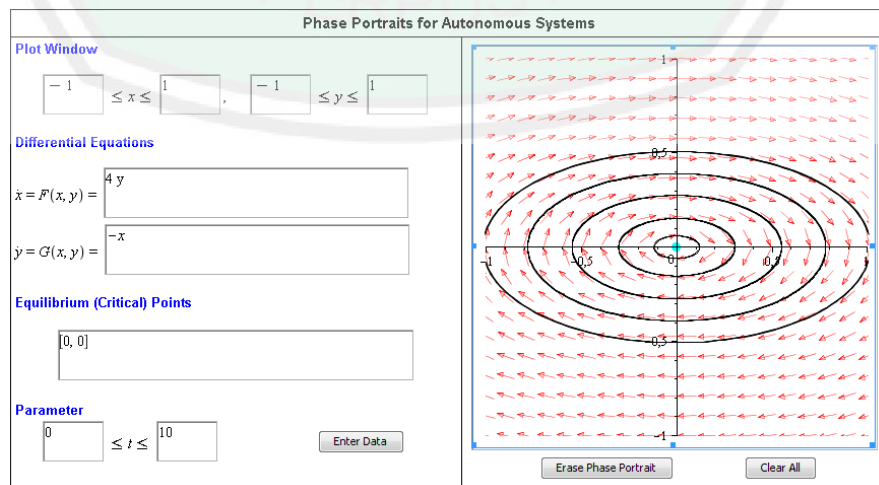 Phase Portraits for Autonomous Systems
Plot Window
− 1 ≤ x ≤ 1 , − 1 ≤ y ≤ 1
Differential Equations
ẋ = F(x, y) = 4 y
ẏ = G(x, y) = −x
Equilibrium (Critical) Points
[0, 0]
Parameter
0 ≤ t ≤ 10
Enter Data
1
0,5
−1 −0,5 0 0,5 1
−0,5
−1
Erase Phase Portrait Clear All